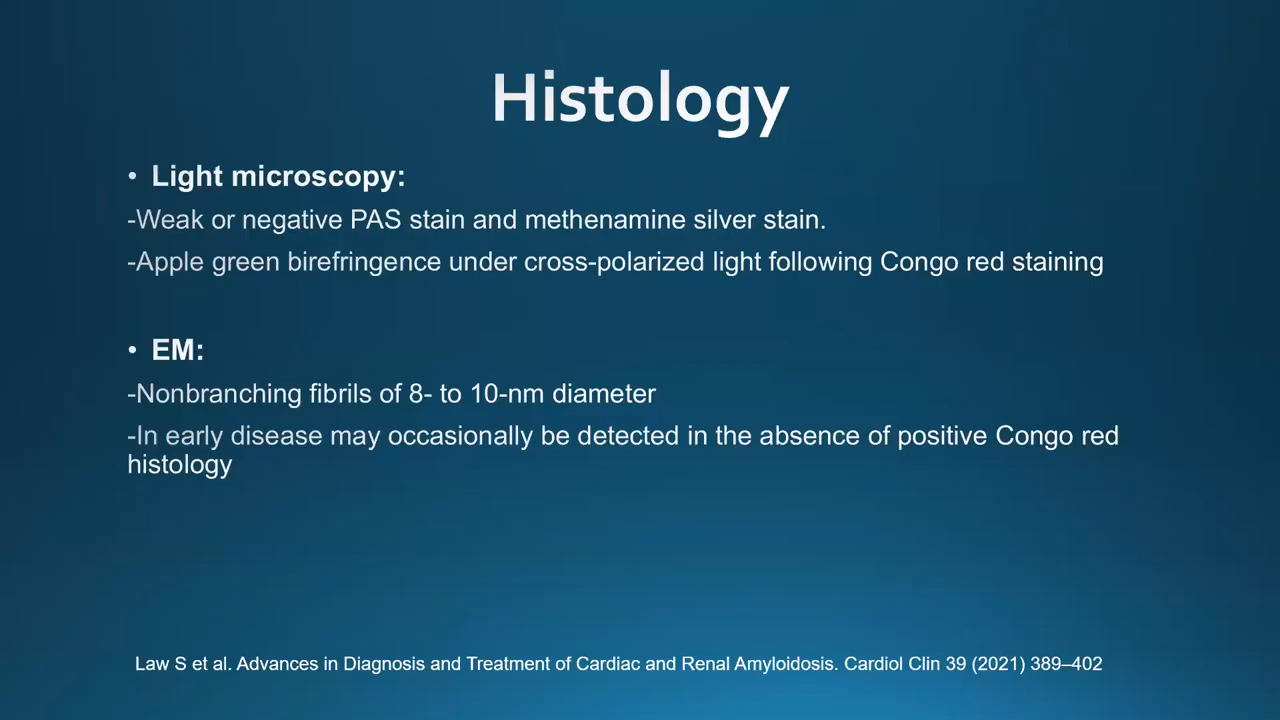 Histology
• Light microscopy:
-Weak or negative PAS stain and methenamine silver stain.
-Apple green birefringence under cross-polarized light following Congo red staining
• EM:
-Nonbranching fibrils of 8- to 10-nm diameter
-In early disease may occasionally be detected in the absence of positive Congo red
histology
Law S et al. Advances in Diagnosis and Treatment of Cardiac and Renal Amyloidosis. Cardiol Clin 39 (2021) 389–402